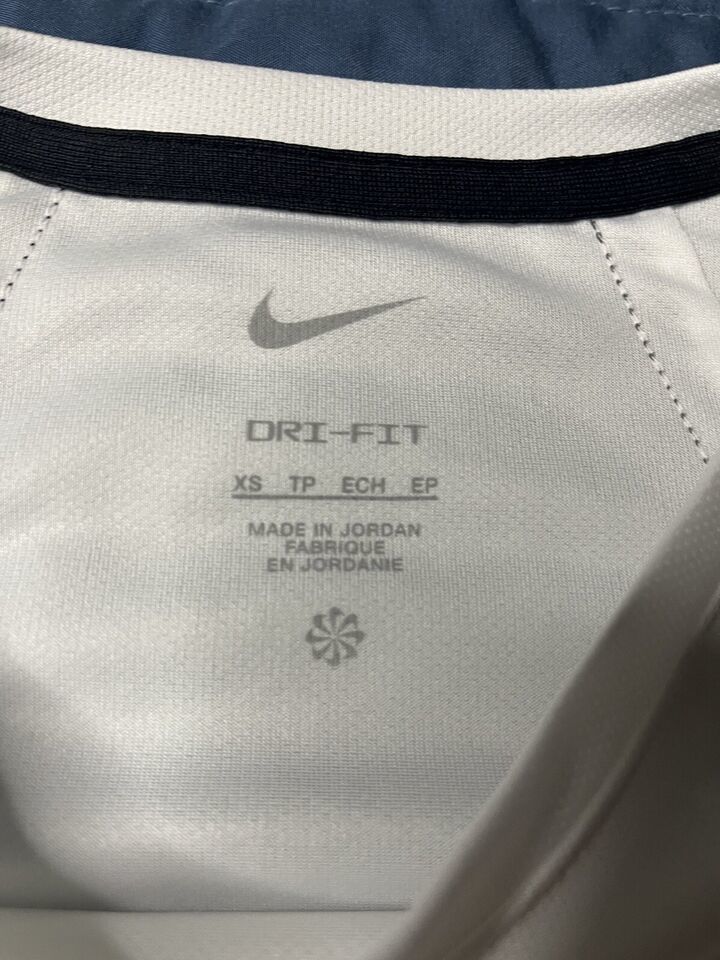 DRI-FIT
XS TP ECH EP
MADE IN JORDAN
FABRIQUE
EN JORDANIE